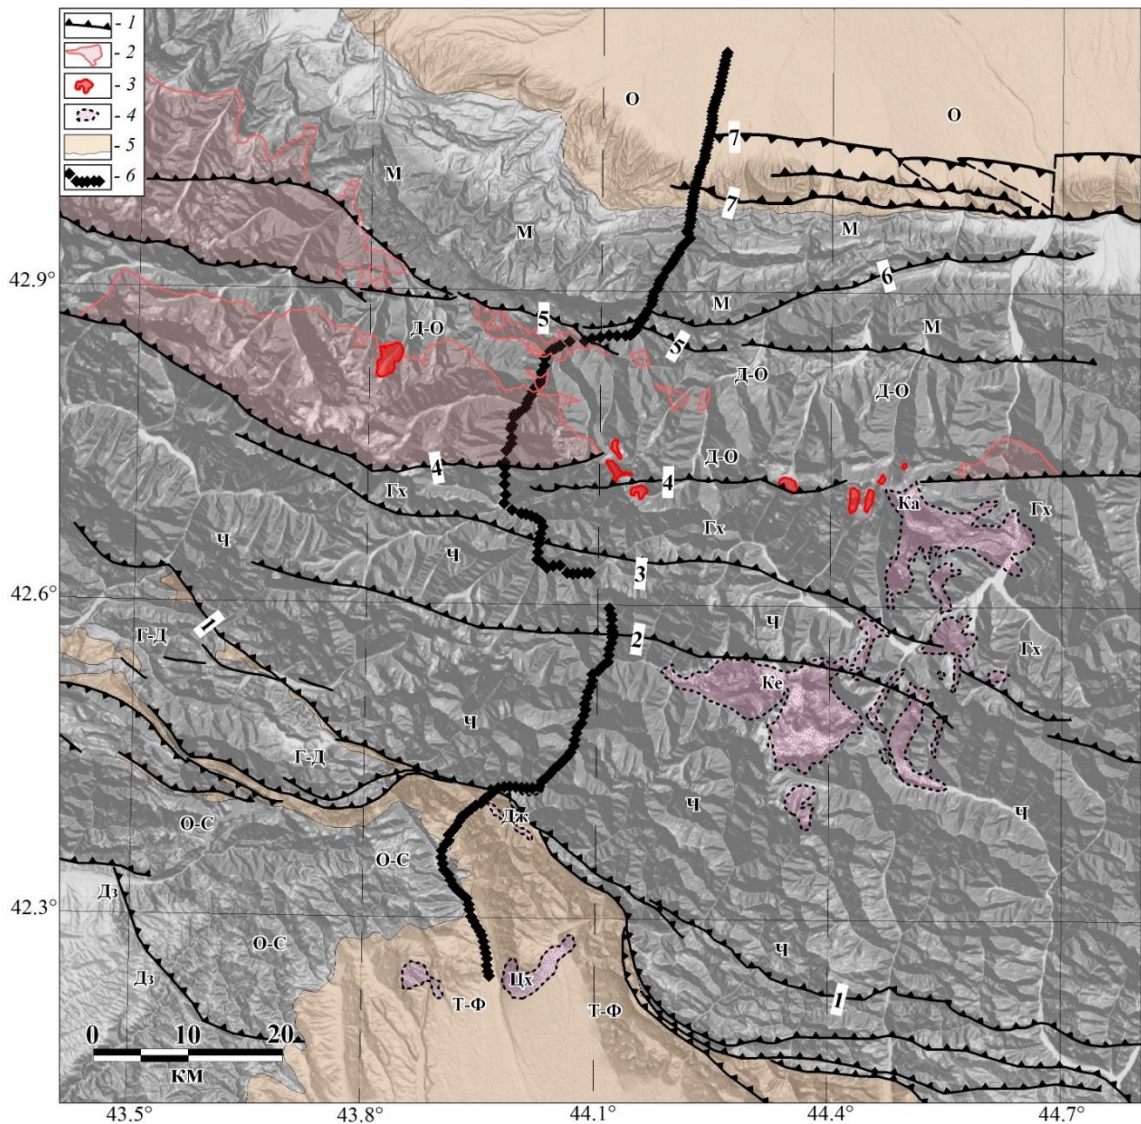 - 1
- 2
- 3
- 4
- 5
- 6
О
О
7
7
М
М
М
42.9°
6
М
М
5
5
Д-О
Д-О
Д-О
4
4
Д-О
Гх
Ка
Гх
Гх
Ч
Ч
3
42.6°
1
Г-Д
2
Ч
Гх
Ке
Ч
Г-Д
Ч
Ч
Дж
О-С
О-С
Дз
42.3°
О-С
Ч
Дз
Цх
Т-Ф
Т-Ф
1
0 10 20
км
43.5° 43.8° 44.1° 44.4° 44.7°